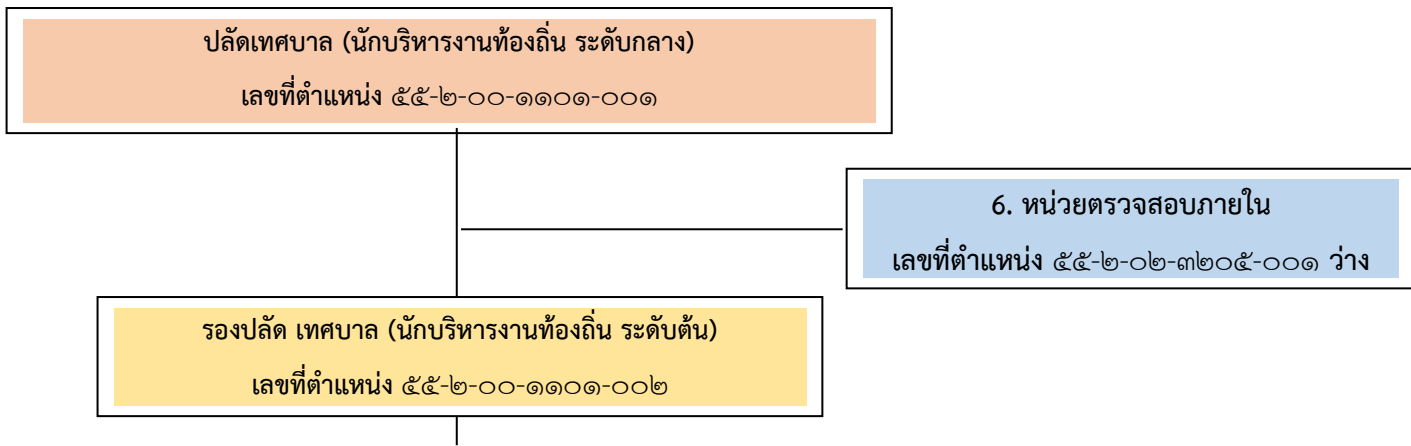 ปลัดเทศบาล (นักบริหารงานท้องถิ่น ระดับกลาง)
เลขที่ตำแหน่ง ๕๕-๒-๐๐-๑๑๐๑-๐๐๑
6. หน่วยตรวจสอบภายใน
เลขที่ตำแหน่ง ๕๕-๒-๐๒-๓๒๐๕-๐๐๑ ว่าง
รองปลัด เทศบาล (นักบริหารงานท้องถิ่น ระดับต้น)
เลขที่ตำแหน่ง ๕๕-๒-๐๐-๑๑๐๑-๐๐๒